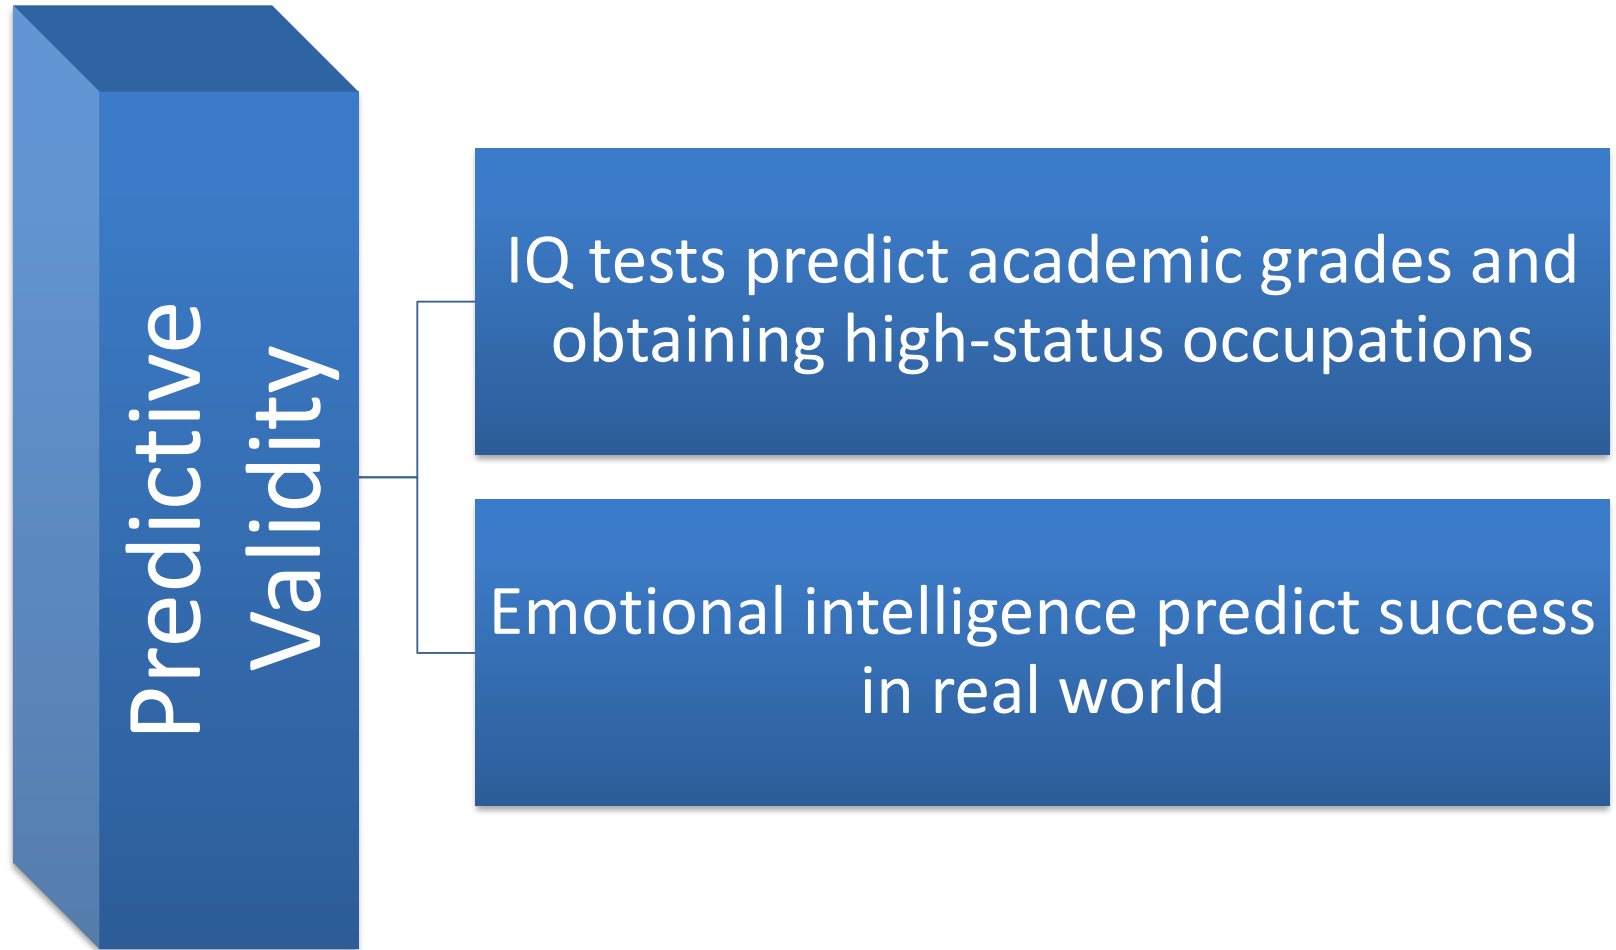 Predictive
Validity
IQ tests predict academic grades and
obtaining high-status occupations
Emotional intelligence predict success
in real world